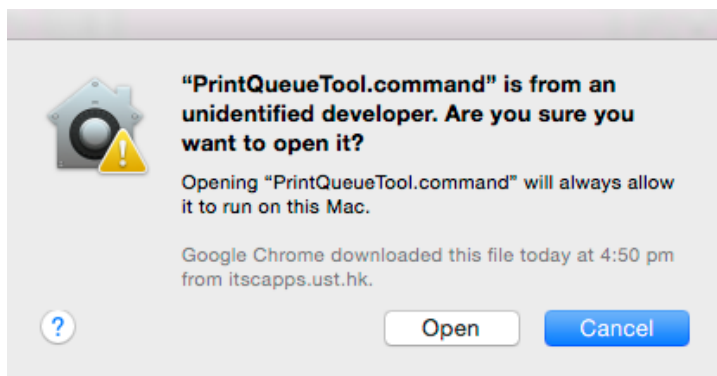 “PrintQueueTool.command” is from an
unidentified developer. Are you sure you
want to open it?
Opening “PrintQueueTool.command” will always allow
it to run on this Mac.
Google Chrome downloaded this file today at 4:50 pm
from itscapps.ust.hk.
? Open Cancel